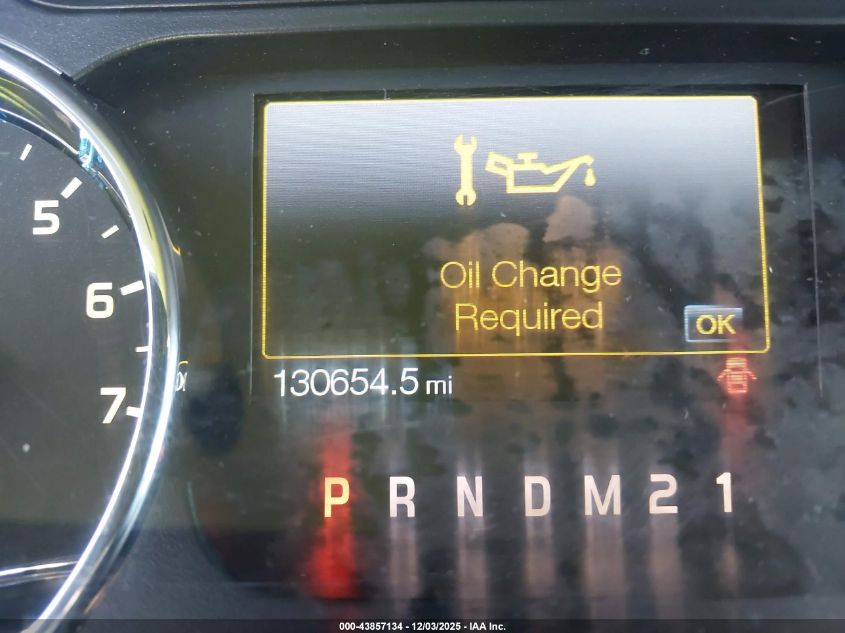 5
6
7
Oil Change
Required
OK
130654.5 mi
P R N D M 2 1
000-43857134 - 12/03/2025 - IAA Inc.